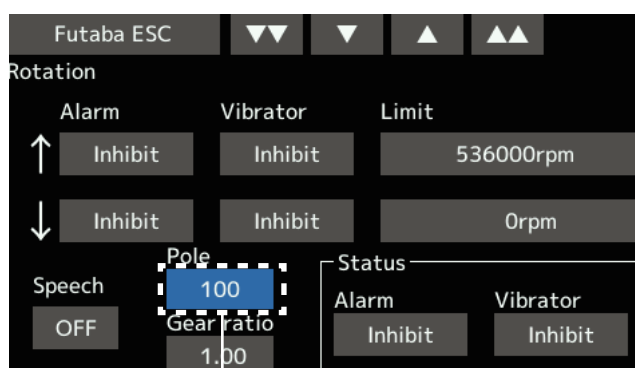 Futaba ESC ▼▼ ▼ ▲ ▲▲
Rotation
Alarm Vibrator Limit
↑ Inhibit Inhibit 536000rpm
↓ Inhibit Inhibit 0rpm
Pole
Status
Speech 100 Alarm Vibrator
OFF Gear ratio Inhibit Inhibit
1.00